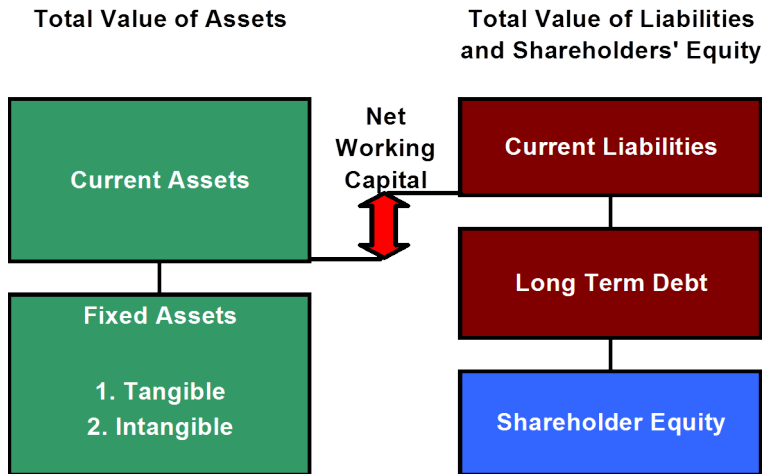 Total Value of Assets
Total Value of Liabilities
and Shareholders' Equity
Net
Working
Capital
Current Assets
Current Liabilities
Fixed Assets
1. Tangible
2. Intangible
Long Term Debt
Shareholder Equity